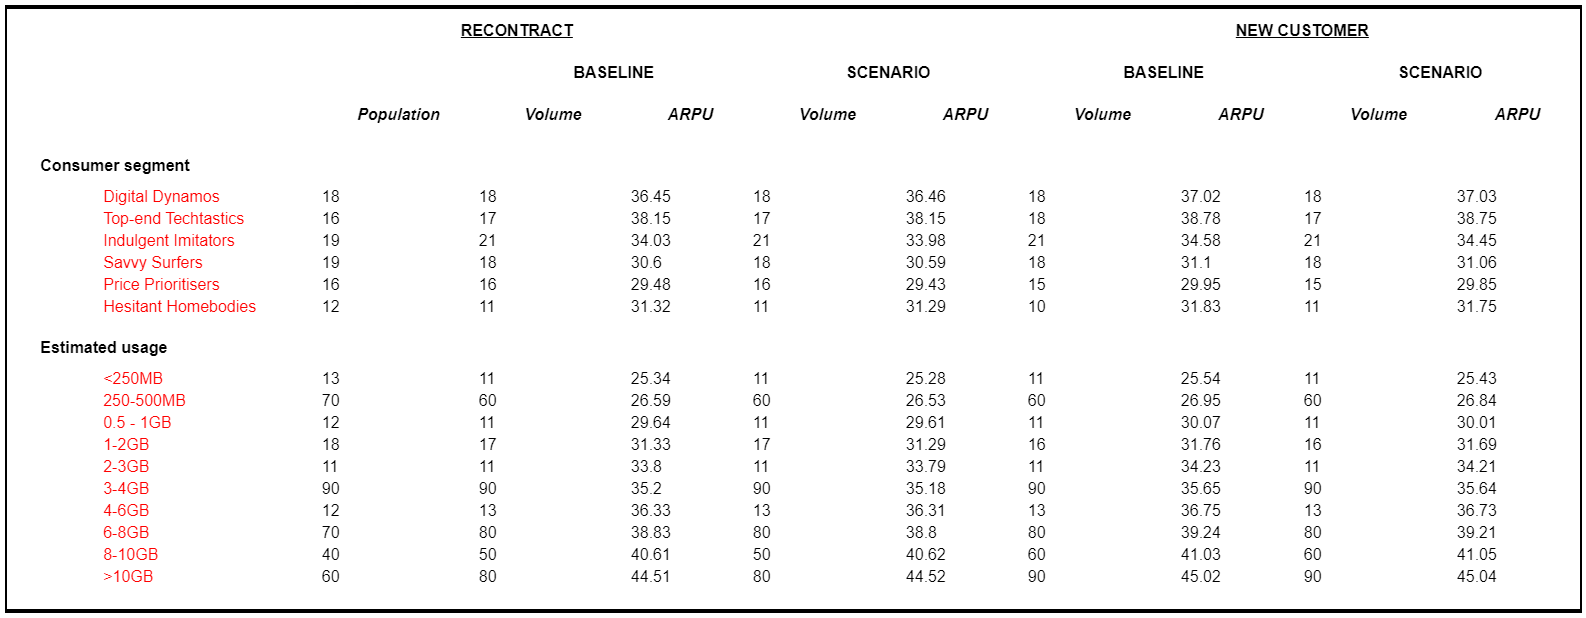 RECONTRACT NEW CUSTOMER
BASELINE SCENARIO BASELINE SCENARIO
Population Volume ARPU Volume ARPU Volume ARPU Volume ARPU
Consumer segment
Digital Dynamos 18 18 36.45 18 36.46 18 37.02 18 37.03
Top-end Techtastics 16 17 38.15 17 38.15 18 38.78 17 38.75
Indulgent Imitators 19 21 34.03 21 33.98 21 34.58 21 34.45
Savvy Surfers 19 18 30.6 18 30.59 18 31.1 18 31.06
Price Prioritisers 16 16 29.48 16 29.43 15 29.95 15 29.85
Hesitant Homebodies 12 11 31.32 11 31.29 10 31.83 11 31.75
Estimated usage
<250MB 13 11 25.34 11 25.28 11 25.54 11 25.43
250-500MB 70 60 26.59 60 26.53 60 26.95 60 26.84
0.5 - 1GB 12 11 29.64 11 29.61 11 30.07 11 30.01
1-2GB 18 17 31.33 17 31.29 16 31.76 16 31.69
2-3GB 11 11 33.8 11 33.79 11 34.23 11 34.21
3-4GB 90 90 35.2 90 35.18 90 35.65 90 35.64
4-6GB 12 13 36.33 13 36.31 13 36.75 13 36.73
6-8GB 70 80 38.83 80 38.8 80 39.24 80 39.21
8-10GB 40 50 40.61 50 40.62 60 41.03 60 41.05
>10GB 60 80 44.51 80 44.52 90 45.02 90 45.04